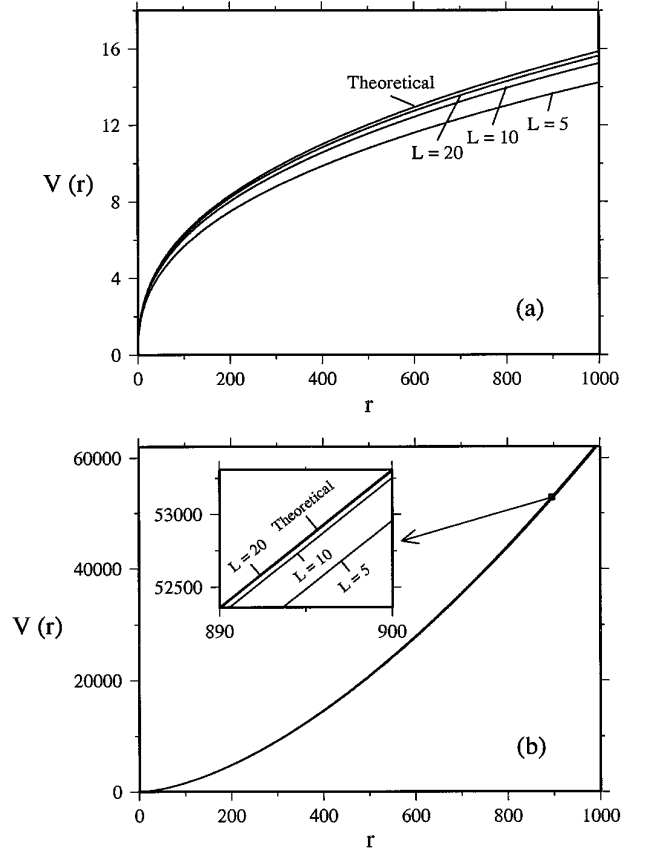 16
12
8
4
0
V (r)
Theoretical
L = 20
L = 10
L = 5
(a)
0 200 400 600 800 1000
r
60000
40000
20000
0
V (r)
53000
52500
890 900
Theoretical
L = 20
L = 10
L = 5
(b)
0 200 400 600 800 1000
r